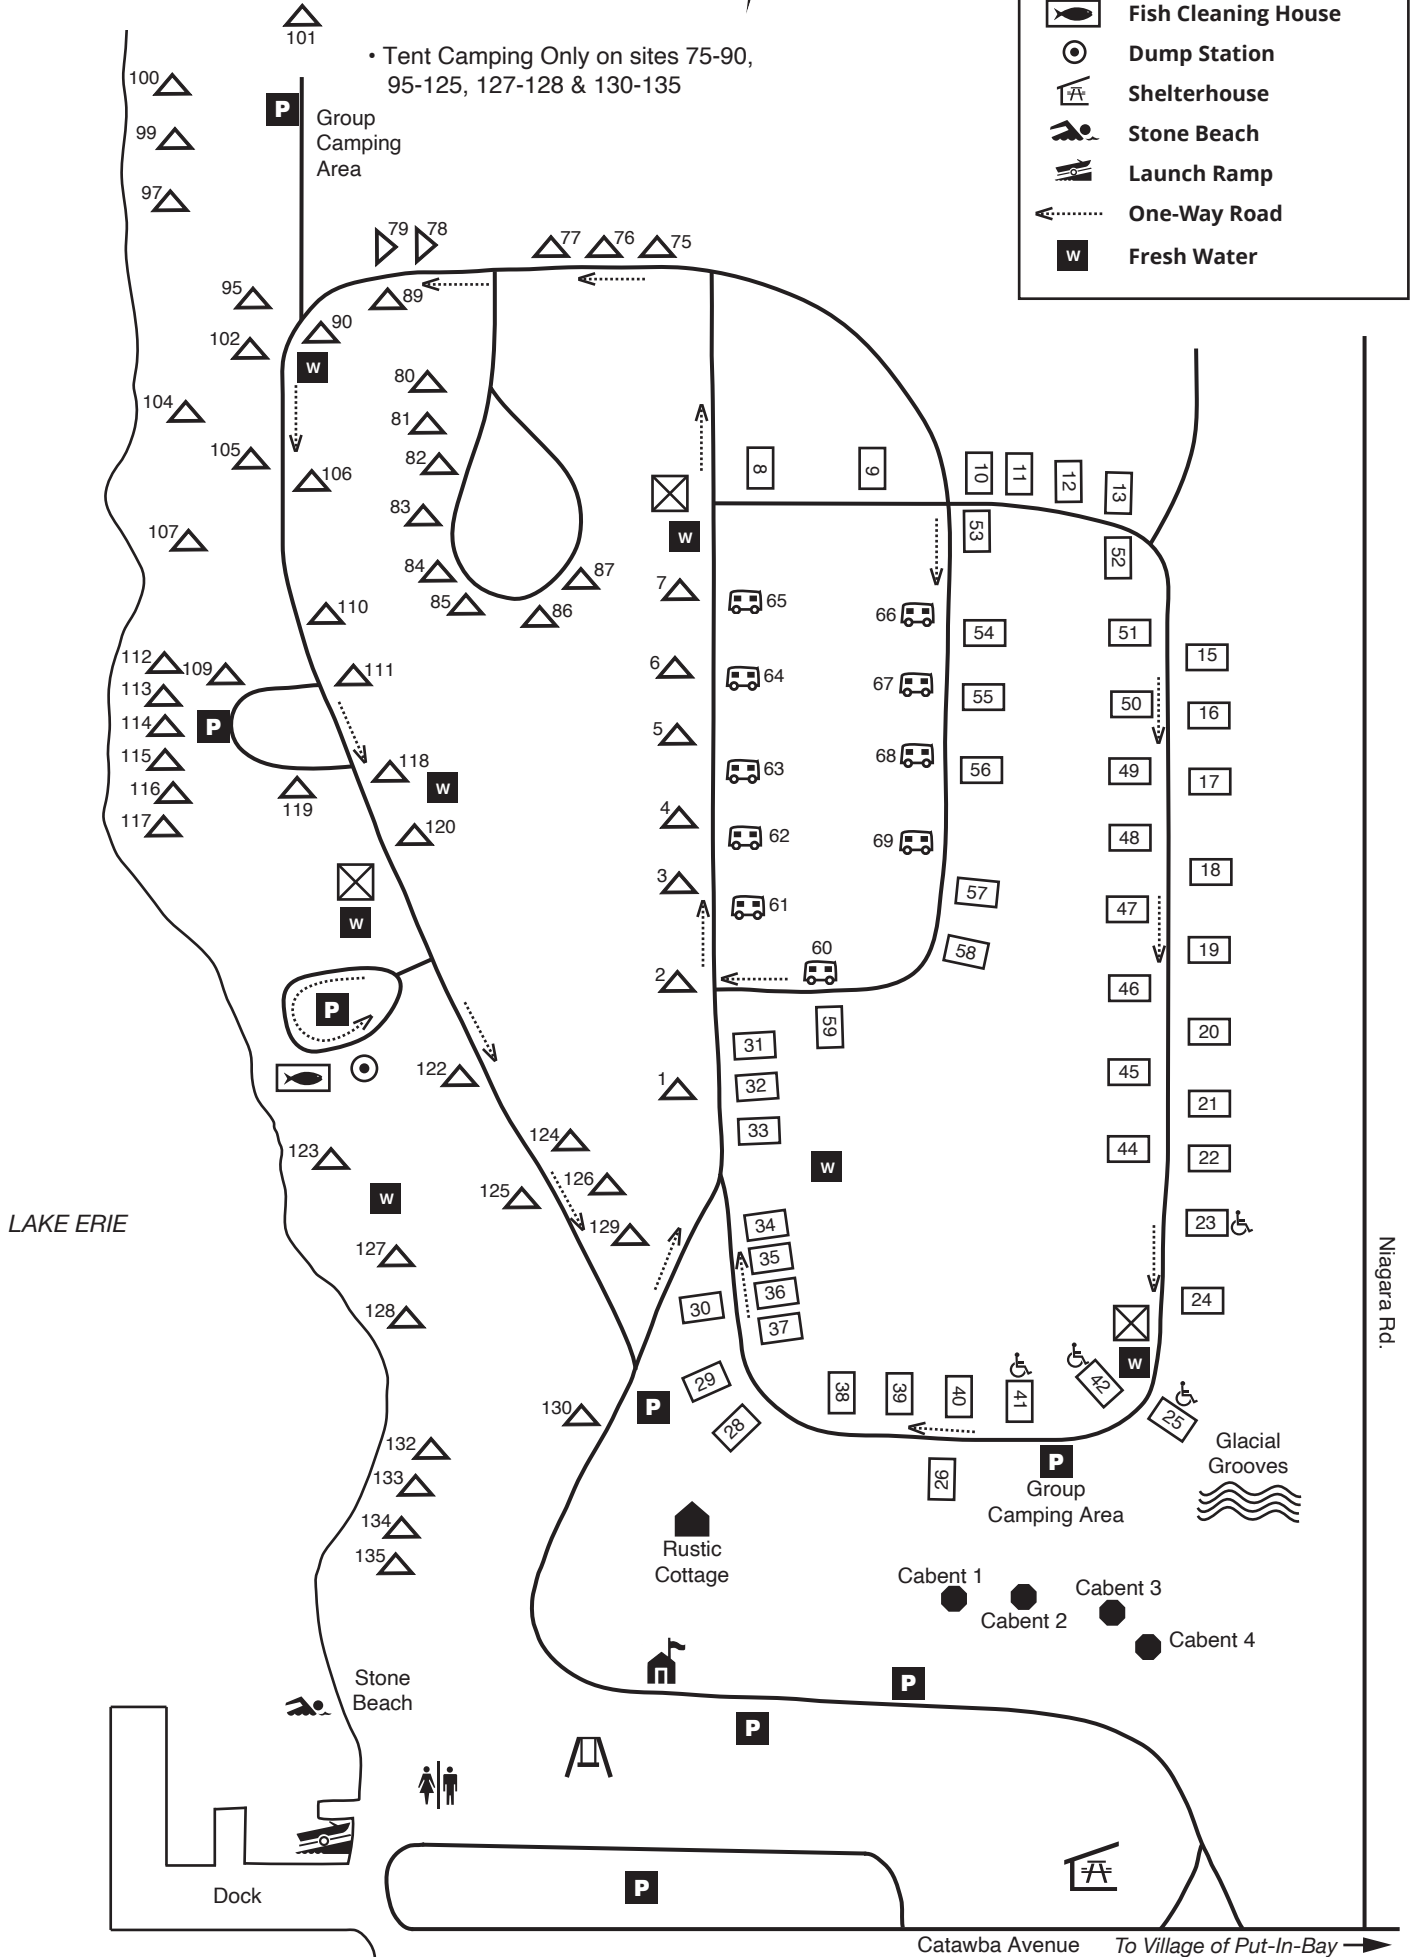 Fish Cleaning House
Dump Station
Shelterhouse
Stone Beach
Launch Ramp
One-Way Road
W Fresh Water
• Tent Camping Only on sites 75-90,
95-125, 127-128 & 130-135
101
100
P
Group
Camping
Area
99
97
79 78
77 76 75
95
89
90
102
W
80
104
81
105
82
106
8
9
10
11
12
13
83
107
W
53
52
84
87
85
86
7
65
66
110
54
51
112
109
111
6
64
15
113
67
55
50
16
114
P
5
115
118
63
68
56
49
17
116
119
W
4
62
69
48
117
120
3
61
57
18
47
W
58
19
60
2
46
P
59
31
20
122
1
32
45
21
33
124
44
22
123
126
W
125
W
129
34
23
LAKE ERIE
127
35
Niagara Rd.
36
24
128
30
37
W
29
38
39
40
41
42
25
130
P
28
132
P
26
Group
Camping Area
Glacial
Grooves
133
134
135
Rustic
Cottage
Cabent 1
Cabent 2
Cabent 3
Cabent 4
Stone
Beach
P
P
Dock
P
Catawba Avenue
To Village of Put-In-Bay